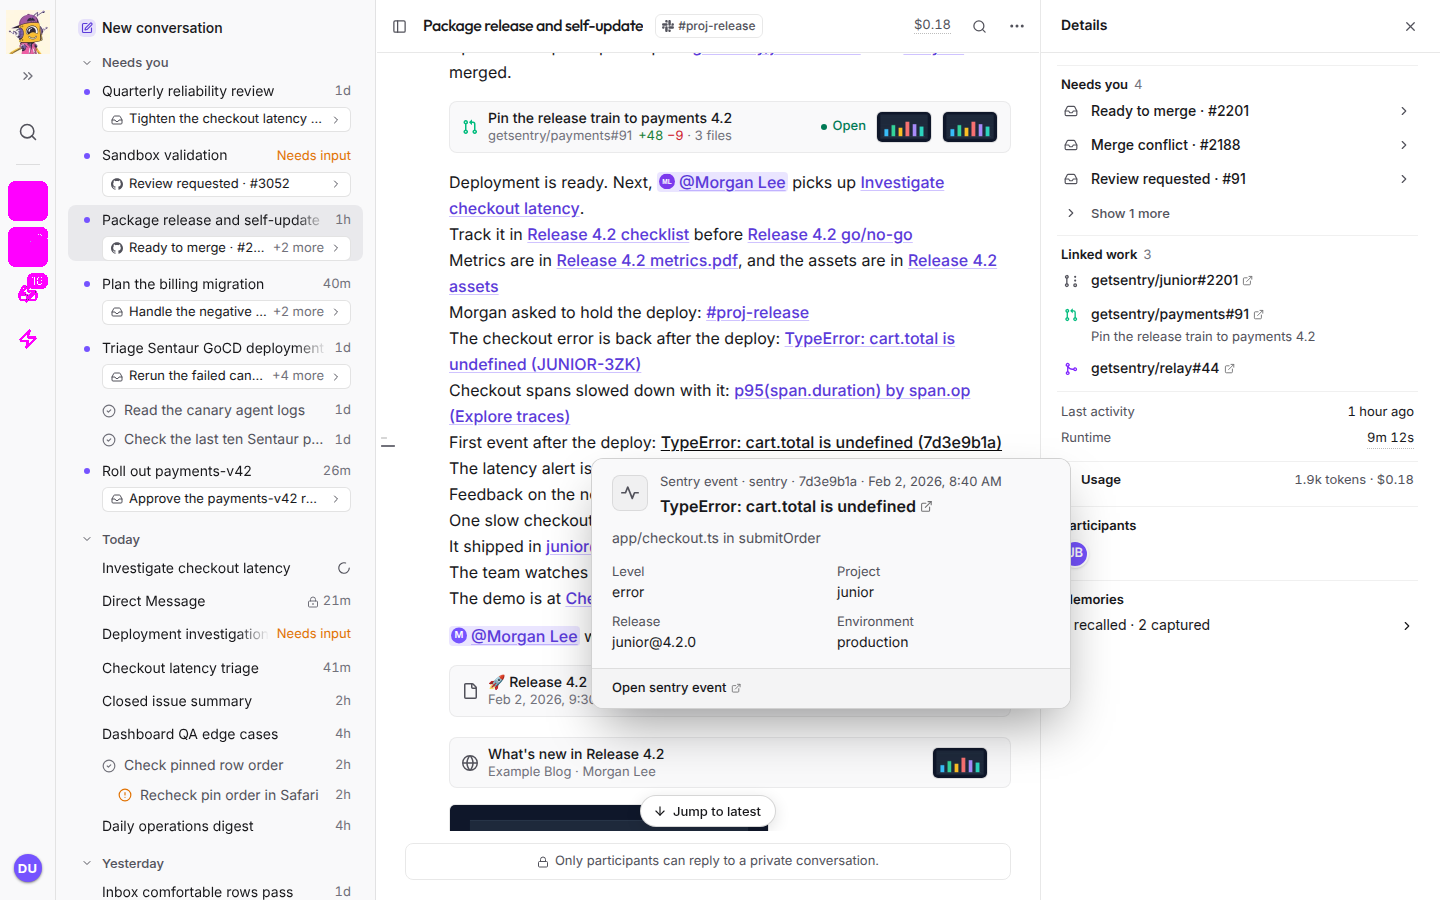 New conversation
Needs you
Quarterly reliability review 1d
Tighten the checkout latency ...
Sandbox validation Needs input
Review requested · #3052
Package release and self-update 1h
Ready to merge · #2... +2 more
Plan the billing migration 40m
Handle the negative ... +2 more
Triage Sentaur GoCD deployment 1d
Rerun the failed can... +4 more
Read the canary agent logs 1d
Check the last ten Sentaur p... 1d
Roll out payments-v42 26m
Approve the payments-v42 r...
Today
Investigate checkout latency
Direct Message 21m
Deployment investigation Needs input
Checkout latency triage 41m
Closed issue summary 2h
Dashboard QA edge cases 4h
Check pinned row order 2h
Recheck pin order in Safari 2h
Daily operations digest 4h
Yesterday
Inbox comfortable rows pass 1d
DU
Package release and self-update #proj-release $0.18
merged.
Pin the release train to payments 4.2
getsentry/payments#91 +48 −9 · 3 files
Open
Deployment is ready. Next, ML @Morgan Lee picks up Investigate
checkout latency.
Track it in Release 4.2 checklist before Release 4.2 go/no-go
Metrics are in Release 4.2 metrics.pdf, and the assets are in Release 4.2
assets
Morgan asked to hold the deploy: #proj-release
The checkout error is back after the deploy: TypeError: cart.total is
undefined (JUNIOR-3ZK)
Checkout spans slowed down with it: p95(span.duration) by span.op
(Explore traces)
First event after the deploy: TypeError: cart.total is undefined (7d3e9b1a)
The latency alert is
Feedback on the
One slow checkout
It shipped in junior
The team watches
The demo is at
M @Morgan Lee
🚀 Release 4.2
Feb 2, 2026,
What's new in Release 4.2
Example Blog · Morgan Lee
Jump to latest
Only participants can reply to a private conversation.
Sentry event · sentry · 7d3e9b1a · Feb 2, 2026, 8:40 AM
TypeError: cart.total is undefined
app/checkout.ts in submitOrder
Level Project
error junior
Release Environment
junior@4.2.0 production
Open sentry event
Details
Needs you 4
Ready to merge · #2201
Merge conflict · #2188
Review requested · #91
Show 1 more
Linked work 3
getsentry/junior#2201
getsentry/payments#91
Pin the release train to payments 4.2
getsentry/relay#44
Last activity 1 hour ago
Runtime 9m 12s
Usage 1.9k tokens · $0.18
articipants
JB
emories
recalled · 2 captured